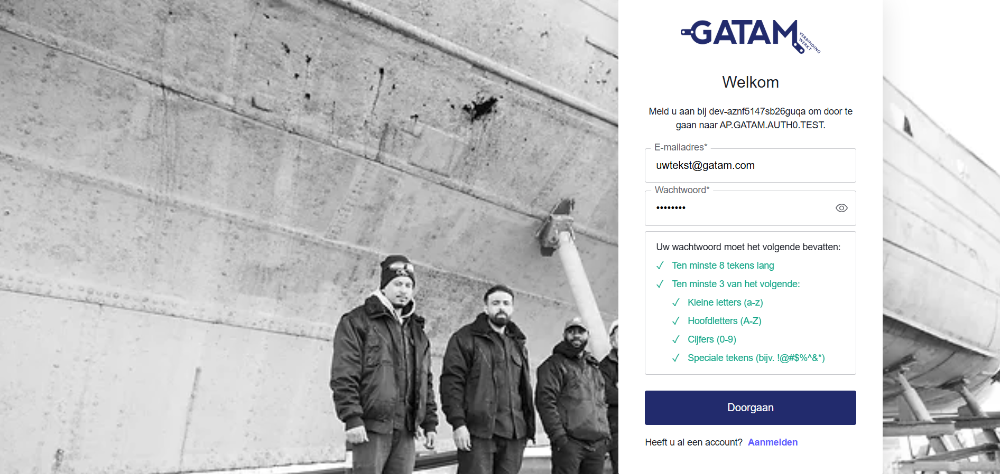 GATAM
VERBINDING
WERKT
Welkom
Meld u aan bij dev-aznf5147sb26guqa om door te
gaan naar AP.GATAM.AUTH0.TEST.
E-mailadres*
uwtekst@gatam.com
Wachtwoord*
••••••••
Uw wachtwoord moet het volgende bevatten:
Ten minste 8 tekens lang
Ten minste 3 van het volgende:
Kleine letters (a-z)
Hoofdletters (A-Z)
Cijfers (0-9)
Speciale tekens (bijv. !@#$%^&*)
Doorgaan
Heeft u al een account? Aanmelden